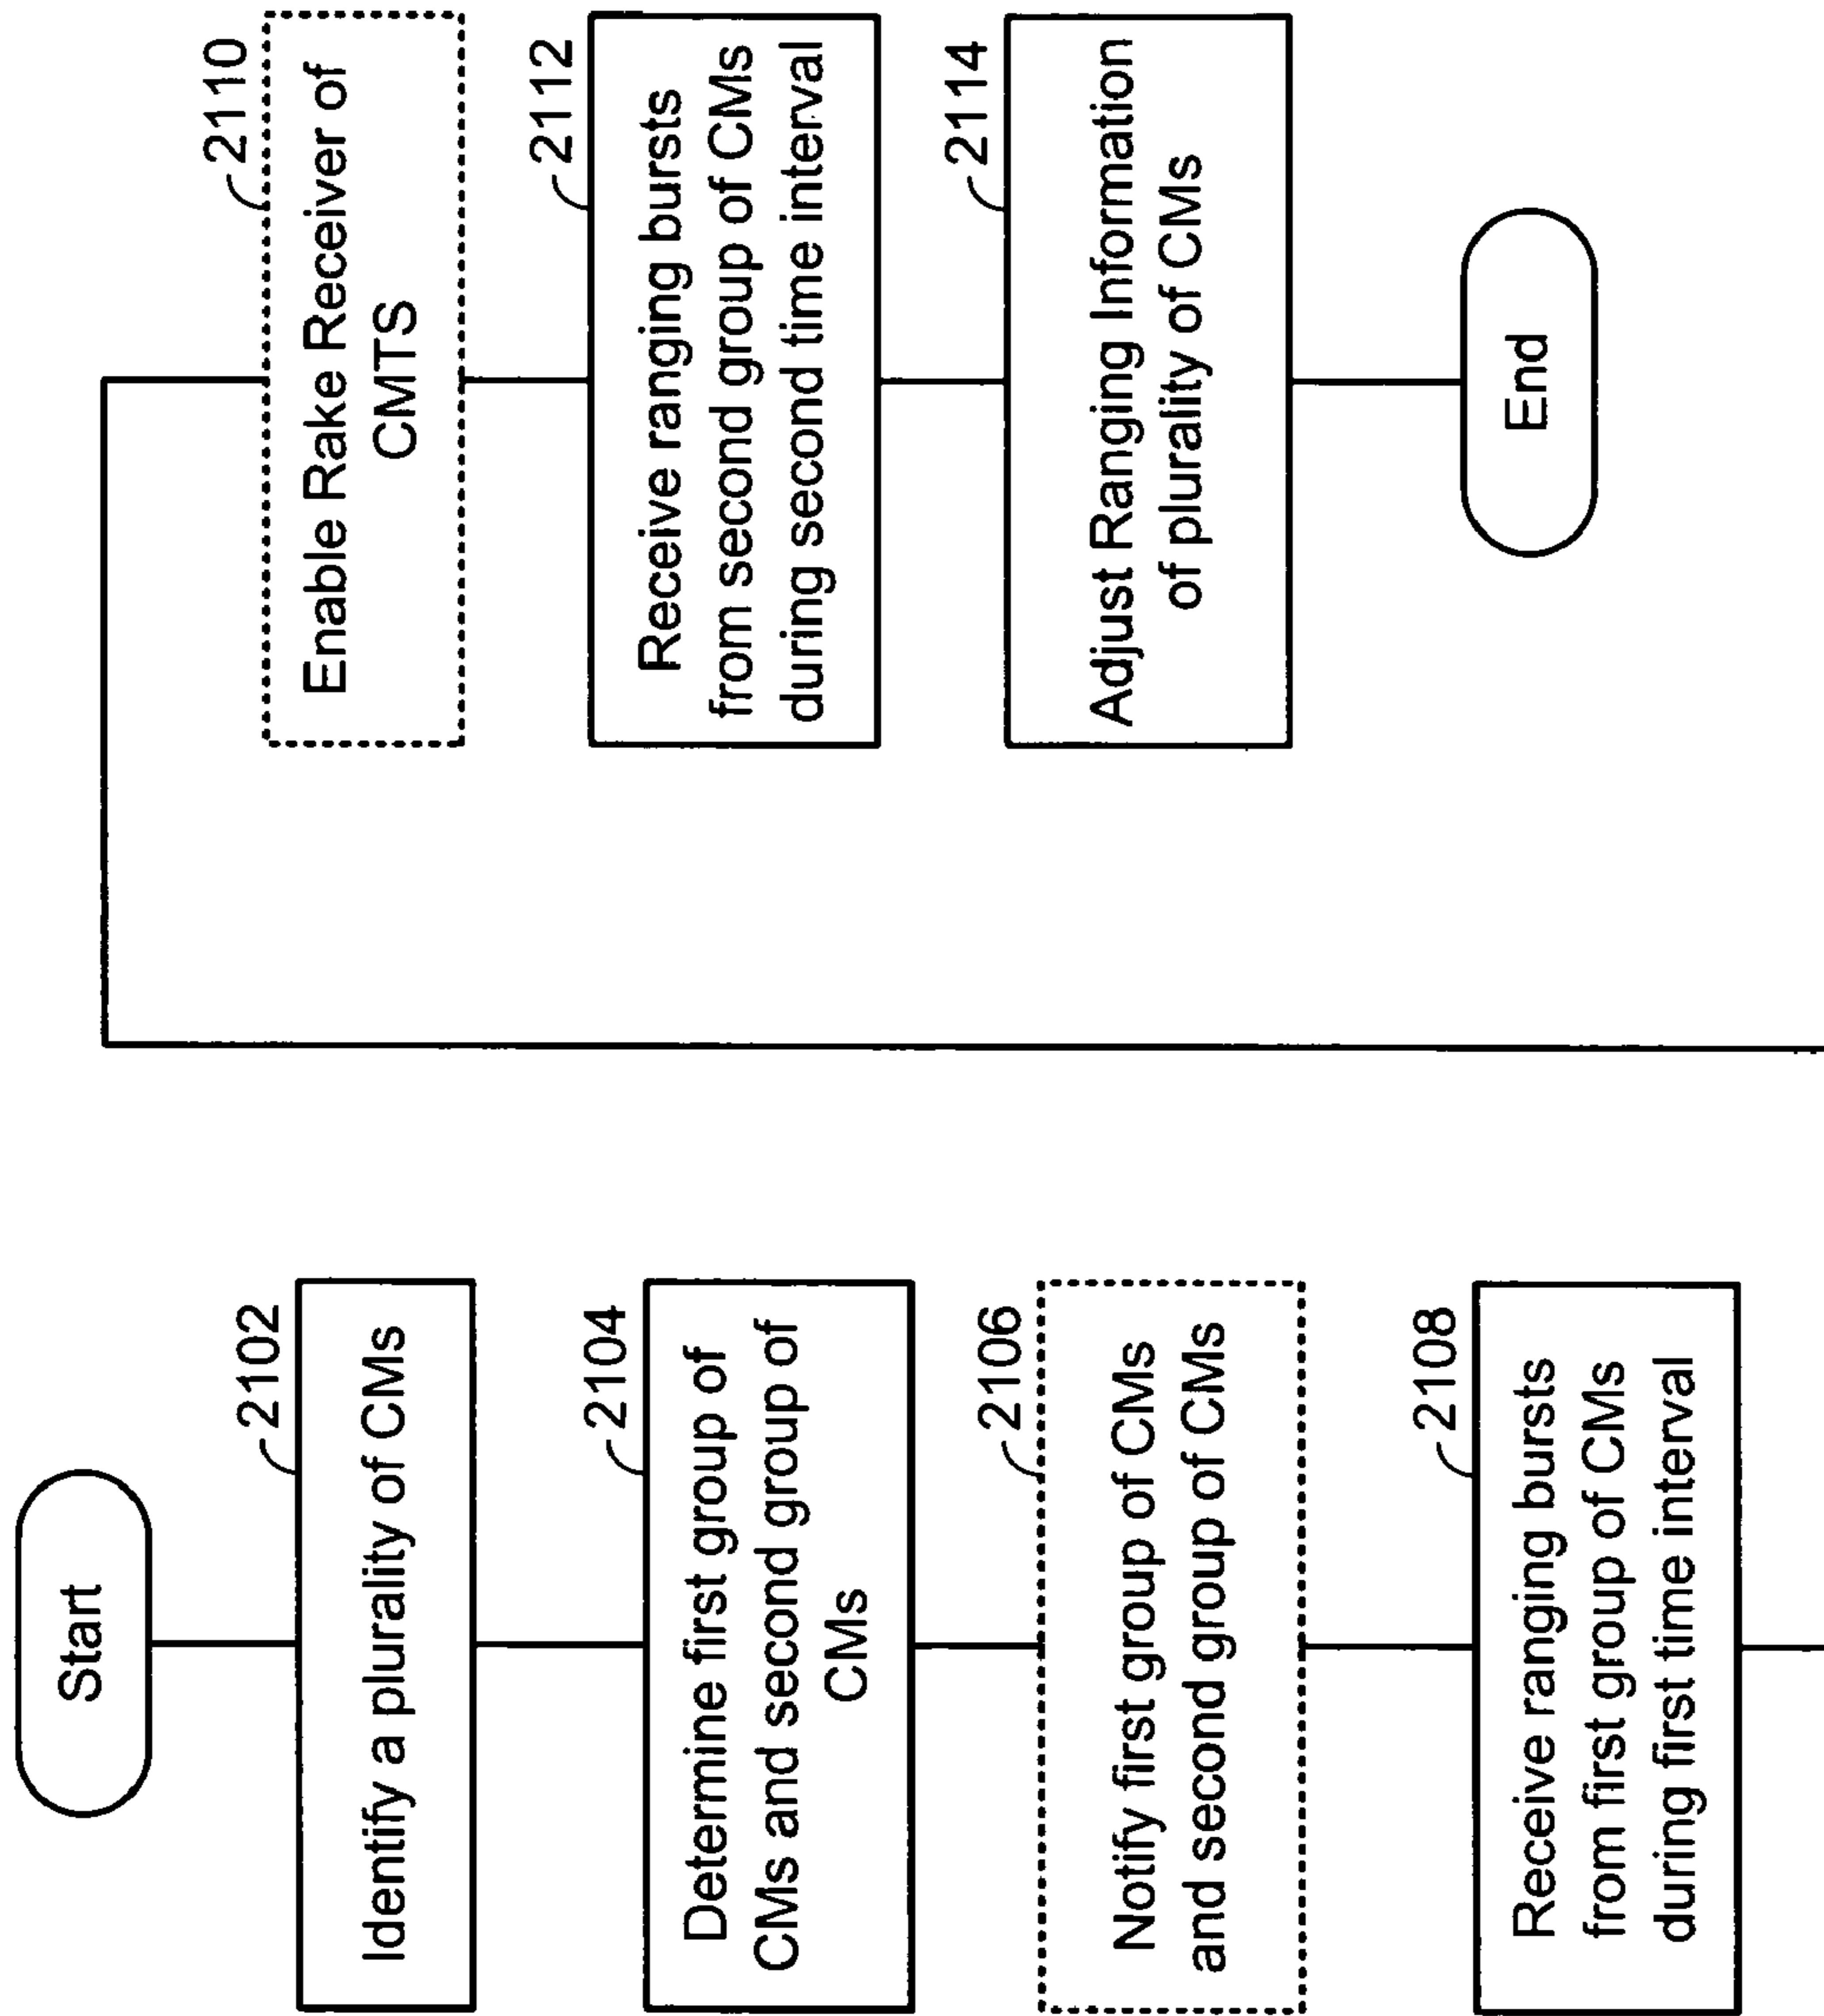 Start
2102
Identify a plurality of CMs
2104
Determine first group of
CMs and second group of
CMs
2106
Notify first group of CMs
and second group of CMs
2108
Receive ranging bursts
from first group of CMs
during first time interval
2110
Enable Rake Receiver of
CMTS
2112
Receive ranging bursts
from second group of CMs
during second time interval
2114
Adjust Ranging Information
of plurality of CMs
End